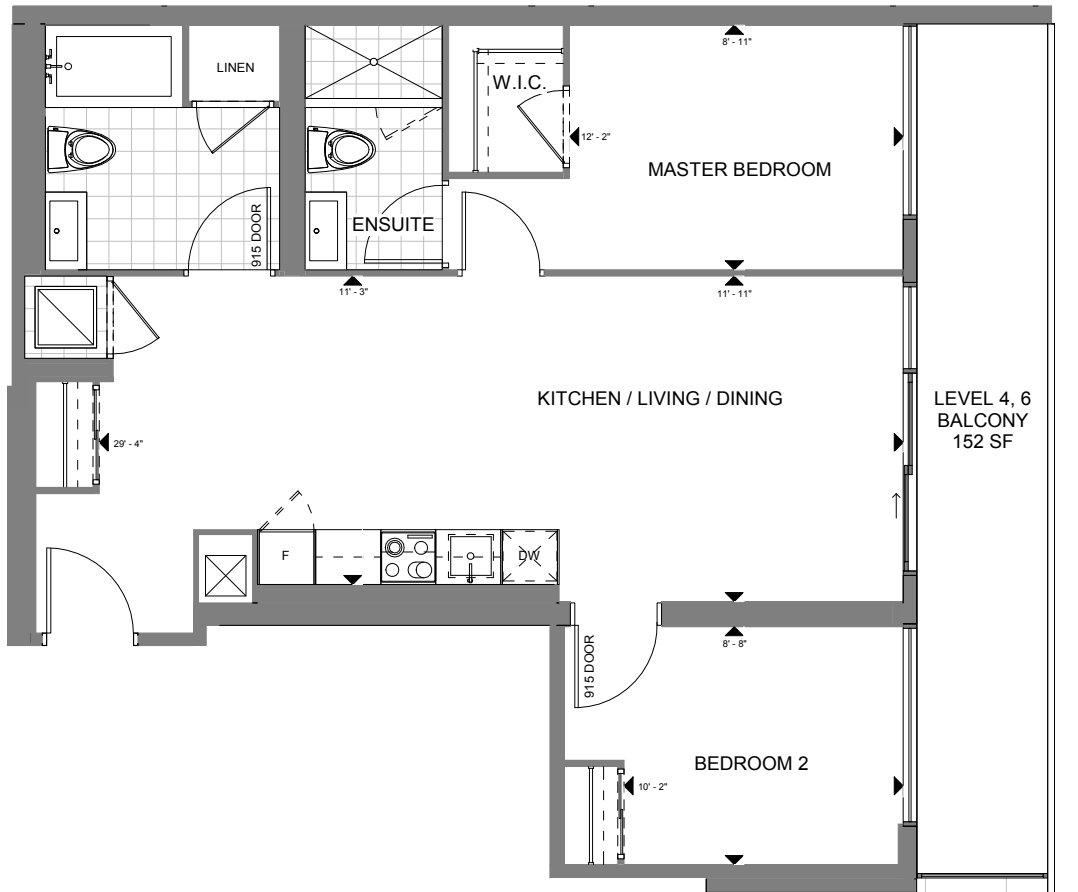 8' - 11"
LINEN
W.I.C.
12' - 2"
MASTER BEDROOM
ENSUITE
915 DOOR
11' - 3"
11' - 11"
KITCHEN / LIVING / DINING
LEVEL 4, 6
BALCONY
152 SF
29' - 4"
F
DW
8' - 8"
915 DOOR
BEDROOM 2
10' - 2"